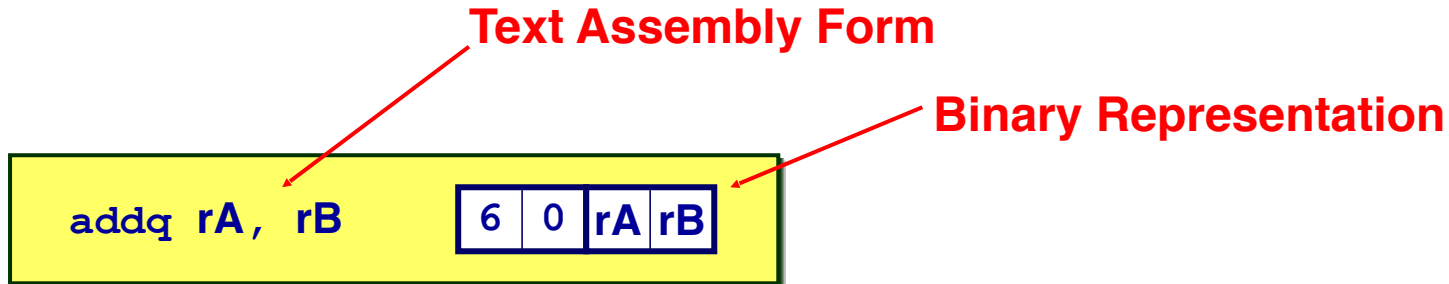 Text Assembly Form
Binary Representation
addq rA, rB 6 0 rA rB